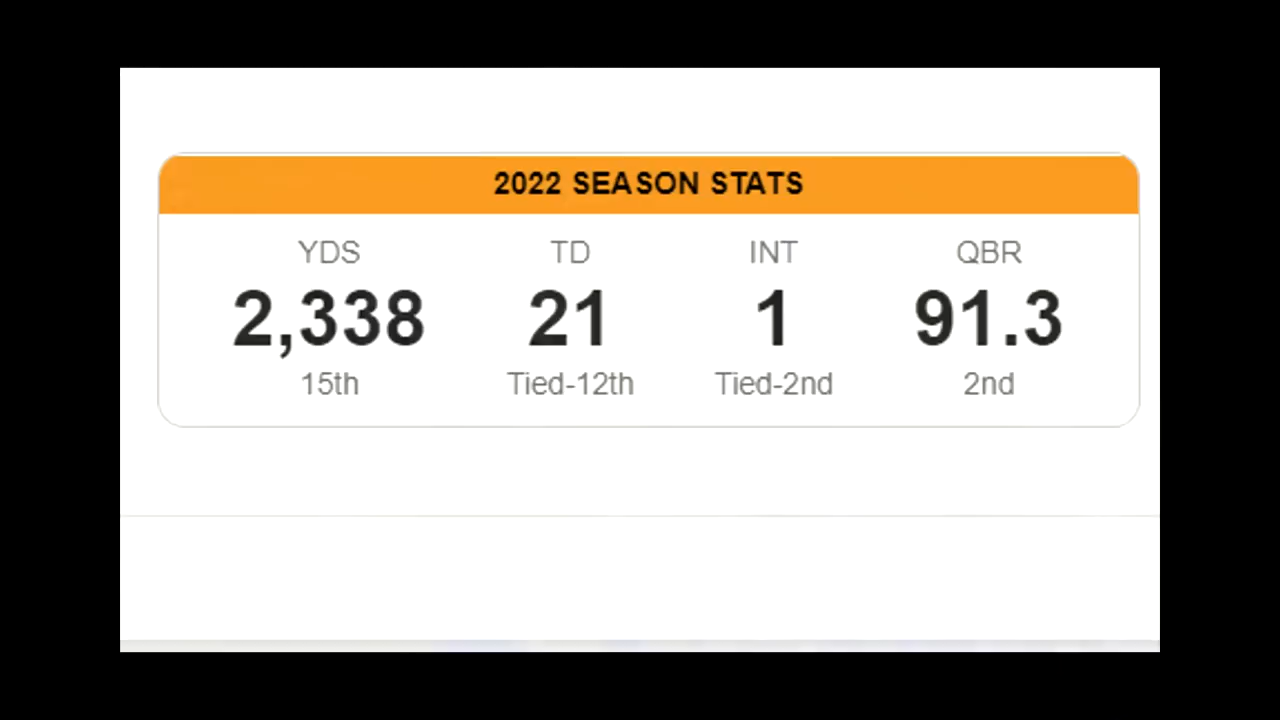 2022 SEASON STATS
YDS TD INT QBR
2,338 21 1 91.3
15th Tied-12th Tied-2nd 2nd